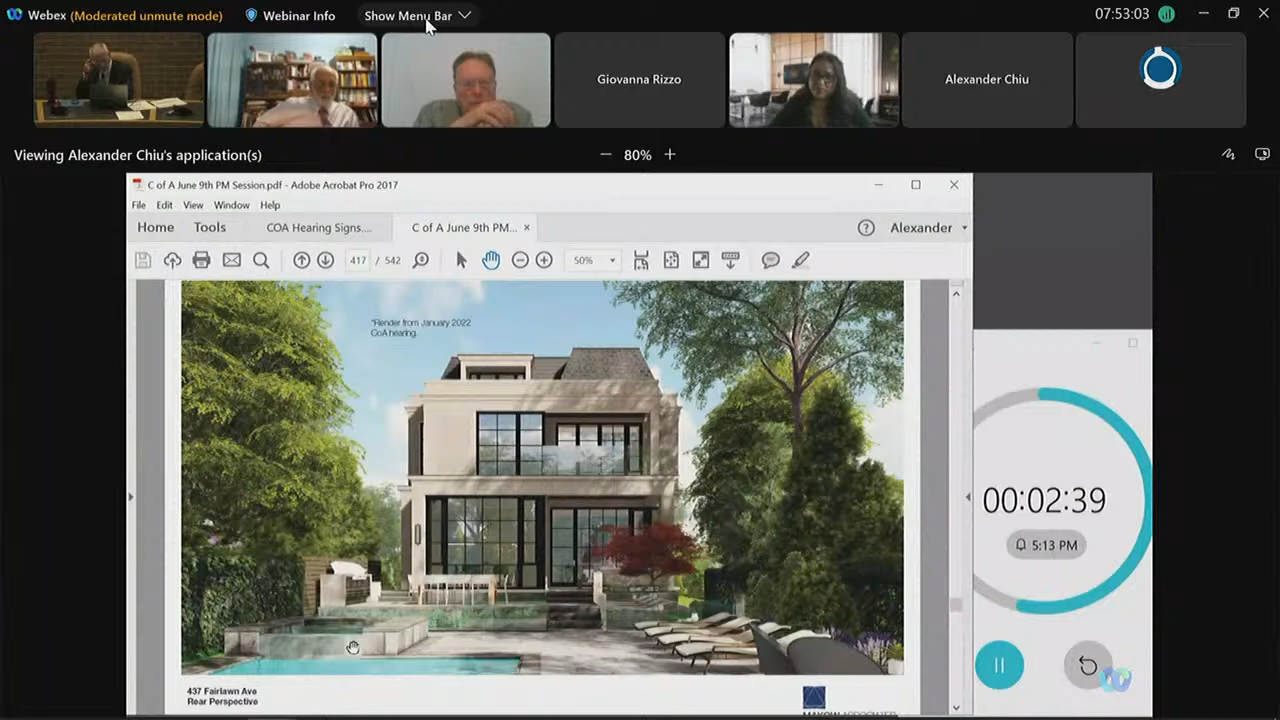 Webex (Moderated unmute mode) Webinar Info Show Menu Bar 07:53:03
Giovanna Rizzo Alexander Chiu
Viewing Alexander Chiu's application(s) 80%
C of A June 9th PM Session.pdf - Adobe Acrobat Pro 2017
File Edit View Window Help
Home Tools COA Hearing Signs.... C of A June 9th PM... × Alexander
417 / 542 50%
*Render from January 2022
CoA hearing.
00:02:39
5:13 PM
437 Fairlawn Ave
Rear Perspective
MAKOW ASSOCIATES